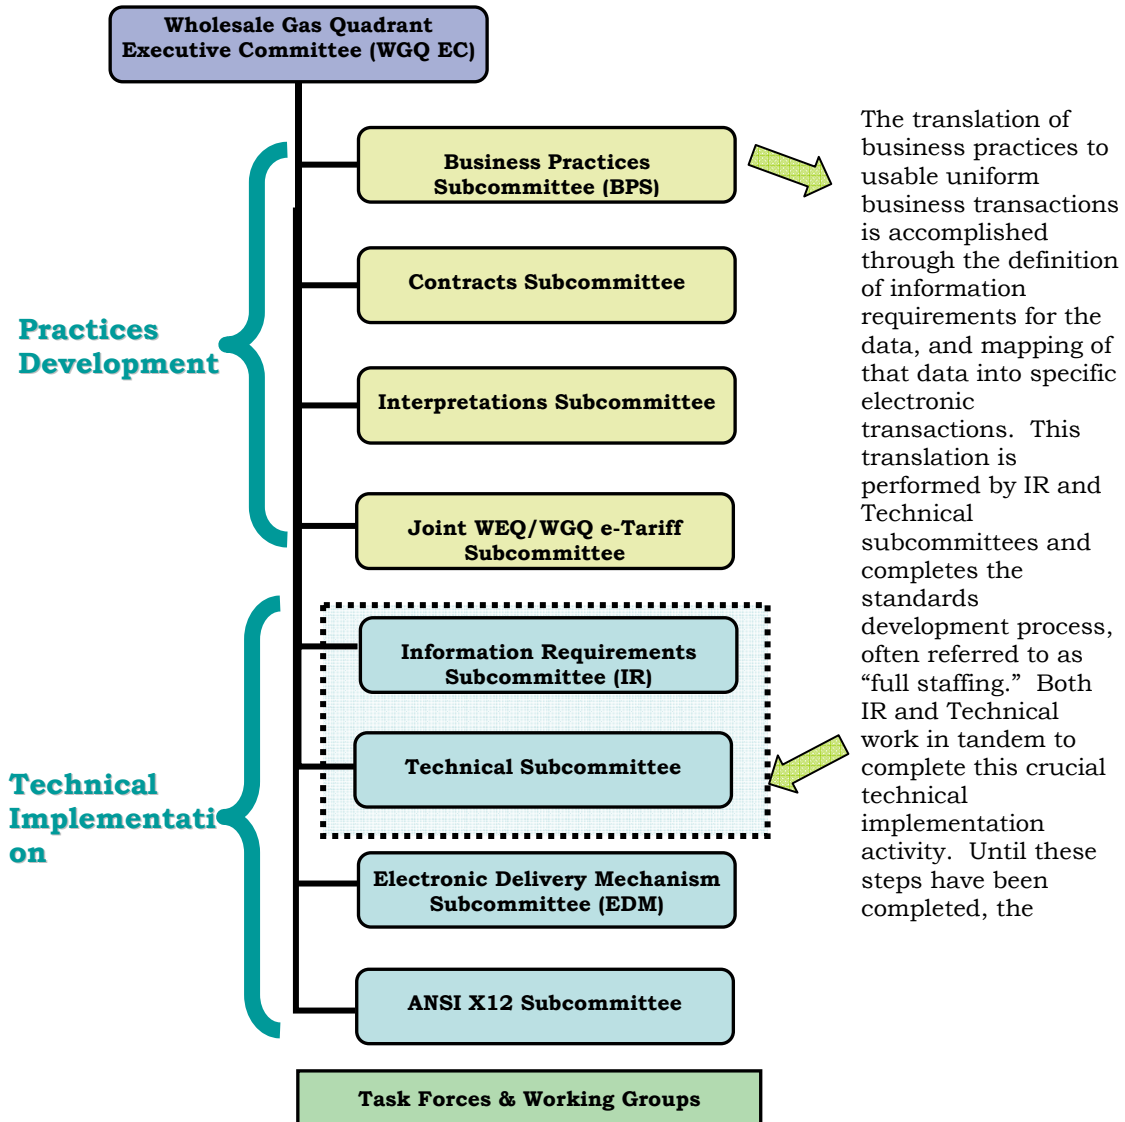 Wholesale Gas Quadrant
Executive Committee (WGQ EC)
Business Practices
Subcommittee (BPS)
Contracts Subcommittee
Practices
Development
Interpretations Subcommittee
Joint WEQ/WGQ e-Tariff
Subcommittee
Information Requirements
Subcommittee (IR)
Technical Subcommittee
Technical
Implementati
on
Electronic Delivery Mechanism
Subcommittee (EDM)
ANSI X12 Subcommittee
Task Forces & Working Groups
The translation of
business practices to
usable uniform
business transactions
is accomplished
through the definition
of information
requirements for the
data, and mapping of
that data into specific
electronic
transactions.  This
translation is
performed by IR and
Technical
subcommittees and
completes the
standards
development process,
often referred to as
“full staffing.”  Both
IR and Technical
work in tandem to
complete this crucial
technical
implementation
activity.  Until these
steps have been
completed, the